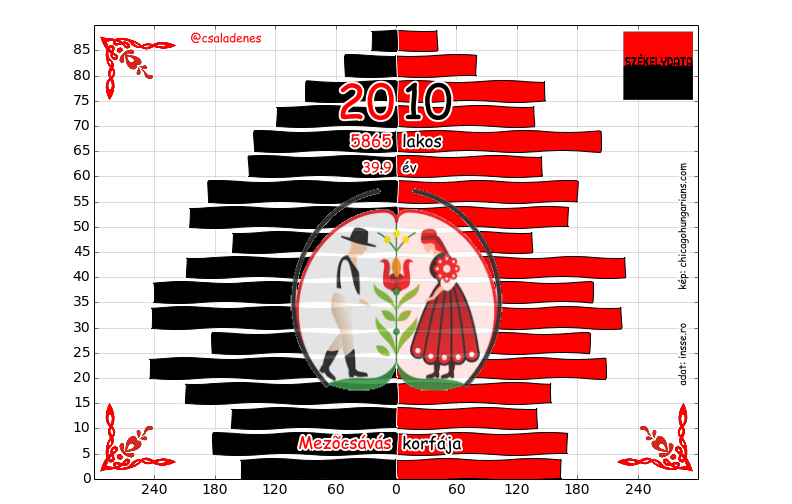 @csaladenes
SZÉKELYDATA
2010
5865 lakos
39.9 év
kép: chicagohungarians.com
adat: insse.ro
Mezõcsávás korfája
85
80
75
70
65
60
55
50
45
40
35
30
25
20
15
10
5
0
240 180 120 60 0 60 120 180 240